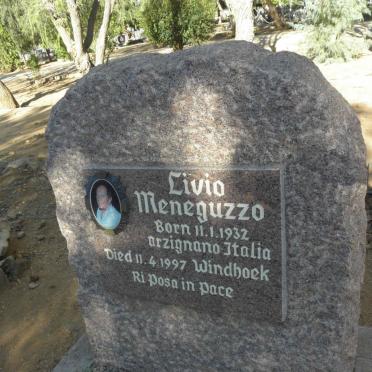 Livio
Meneguzzo
Born 11.1.1932
arzignano Italia
Died 11.4.1997 Windhoek
Ri Posa in Pace